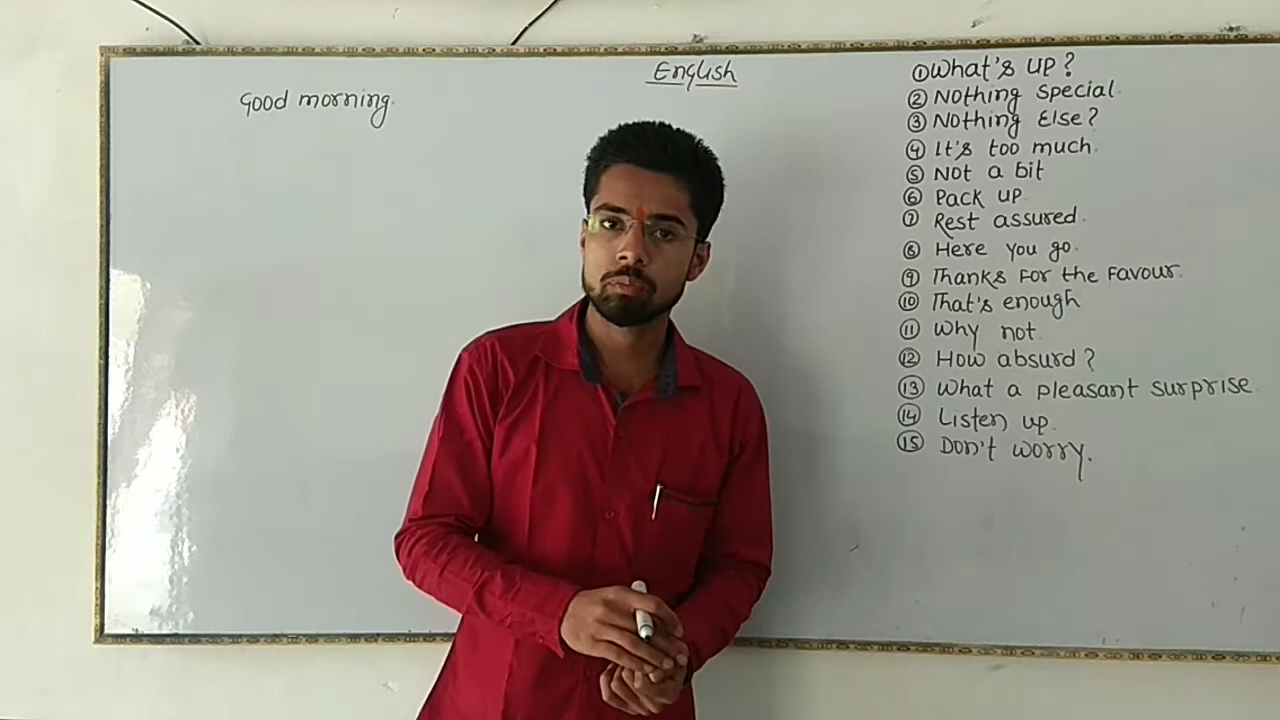 English
Good morning.
① What's up?
② Nothing special.
③ Nothing Else?
④ It's too much.
⑤ Not a bit
⑥ Pack up.
⑦ Rest assured.
⑧ Here you go.
⑨ Thanks for the Favour.
⑩ That's enough
⑪ Why not.
⑫ How absurd?
⑬ What a pleasant surprise
⑭ Listen up.
⑮ Don't worry.